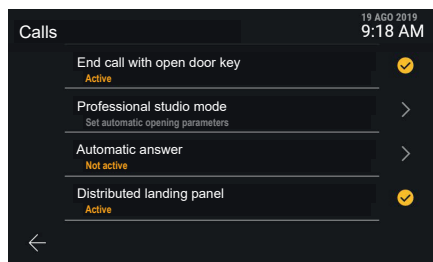 19 AGO 2019
Calls
9:18 AM
End call with open door key
Active
Professional studio mode
Set automatic opening parameters
Automatic answer
Not active
Distributed landing panel
Active